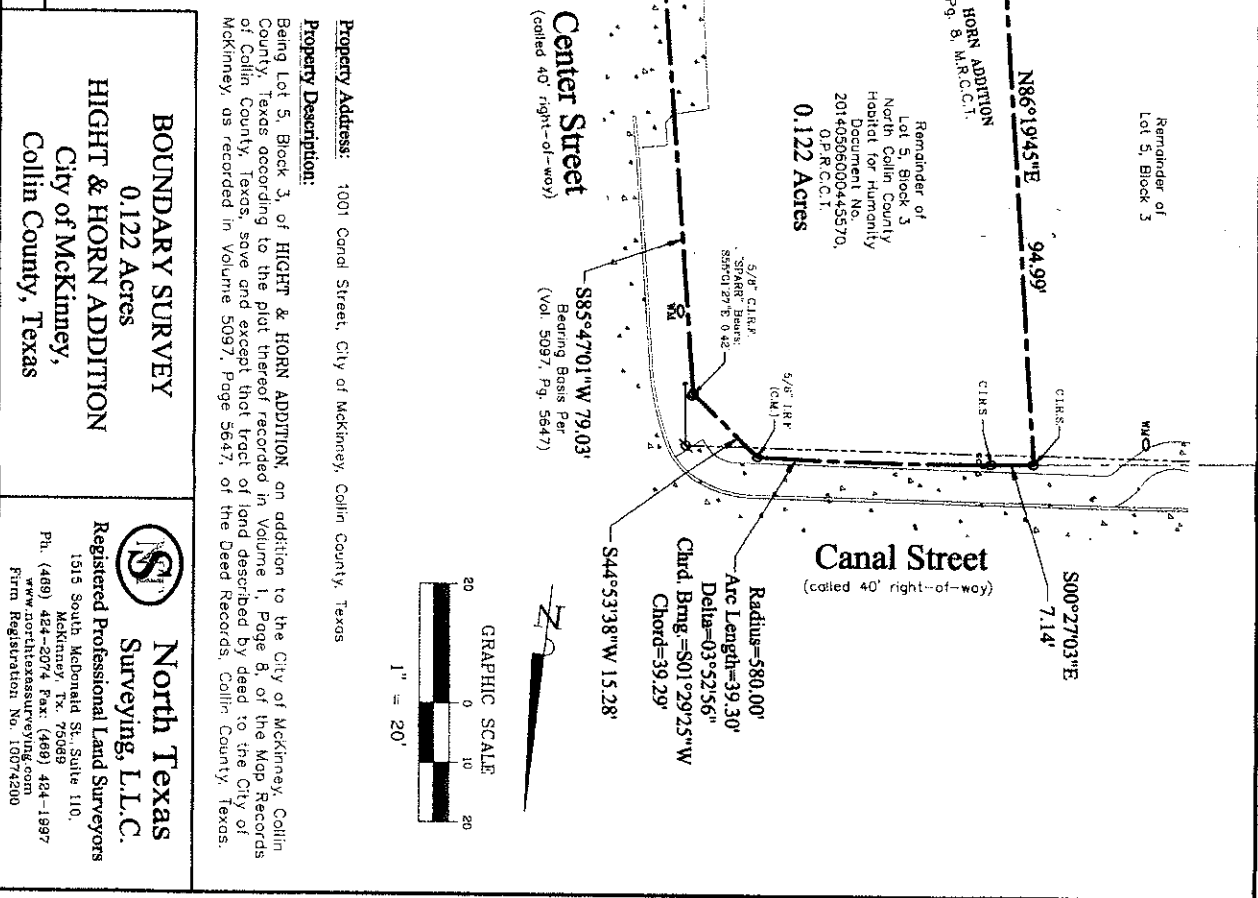 Remainder of
Lot 5, Block 3
HORN ADDITION
Pg. 8, M.R.C.C.T.
N86°19'45"E 94.99'
Remainder of
Lot 5, Block 3
North Collin County
Habitat for Humanity
Document No.
20140506000445570,
O.P.R.C.C.T.
0.122 Acres
WM
C.I.R.S.
C.I.R.S
S00°27'03"E
7.14'
Canal Street
(called 40' right-of-way)
5/8" I.R.F
(C.M.)
5/8" C.I.R.F.
"SPARR" Bears:
0.42
WM
Center Street
(called 40' right-of-way)
S85°47'01"W 79.03'
Bearing Basis Per
(Vol. 5097, Pg. 5647)
Radius=580.00'
Arc Length=39.30'
Delta=03°52'56"
Chrd. Brng.=S01°29'25"W
Chord=39.29'
S44°53'38"W 15.28'
GRAPHIC SCALE
20 0 10 20
1" = 20'
Property Address: 1001 Canal Street, City of McKinney, Collin County, Texas
Property Description:
Being Lot 5, Block 3, of HIGHT & HORN ADDITION, an addition to the City of McKinney, Collin
County, Texas according to the plat thereof recorded in Volume 1, Page 8, of the Map Records
of Collin County, Texas, save and except that tract of land described by deed to the City of
McKinney, as recorded in Volume 5097, Page 5647, of the Deed Records, Collin County, Texas.
BOUNDARY SURVEY
0.122 Acres
HIGHT & HORN ADDITION
City of McKinney,
Collin County, Texas
North Texas
Surveying, L.L.C.
Registered Professional Land Surveyors
1515 South McDonald St., Suite 110,
McKinney, Tx. 75069
Ph. (469) 424-2074 Fax: (469) 424-1997
www.northtexassurveying.com
Firm Registration No. 10074200